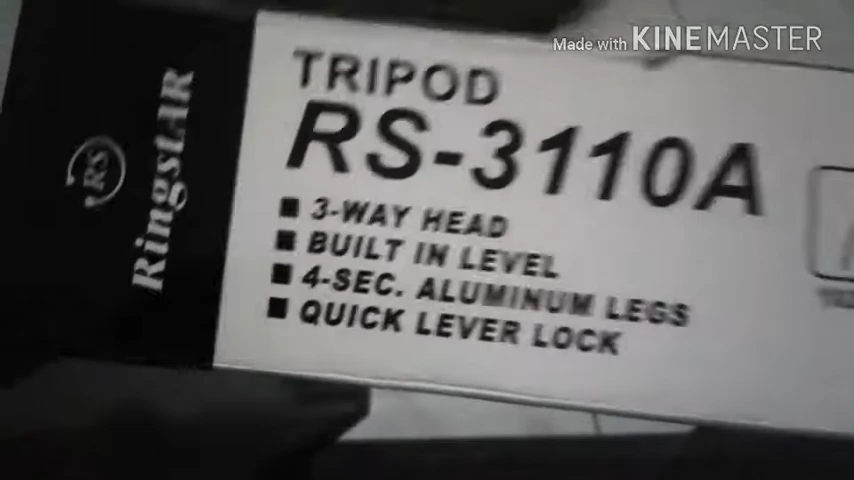 Made with KINEMASTER
TRIPOD
RS-3110A
■ 3-WAY HEAD
■ BUILT IN LEVEL
■ 4-SEC. ALUMINUM LEGS
■ QUICK LEVER LOCK
RS
RingstAR